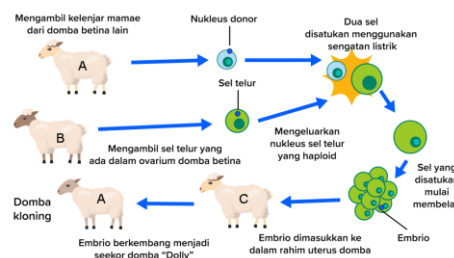 Mengambil kelenjar mamae
dari domba betina lain
Nukleus donor
Dua sel
disatukan menggunakan
sengatan listrik
A
Sel telur
B
Mengambil sel telur yang
ada dalam ovarium domba betina
Mengeluarkan
nukleus sel telur
yang haploid
Sel yang
disatukan
mulai
membelah
Domba
kloning
A
C
Embrio
Embrio berkembang menjadi
seekor domba “Dolly”
Embrio dimasukkan ke
dalam rahim uterus domba